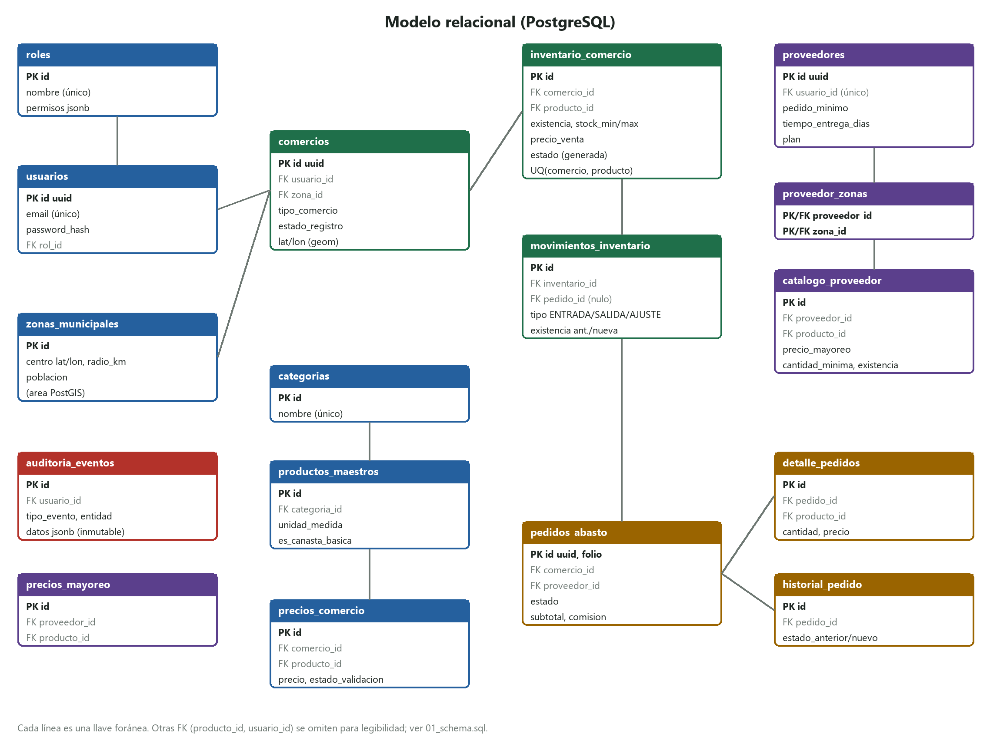 Modelo relacional (PostgreSQL)
roles
PK id
nombre (único)
permisos jsonb
usuarios
PK id uuid
email (único)
password_hash
FK rol_id
zonas_municipales
PK id
centro lat/lon, radio_km
poblacion
(area PostGIS)
auditoria_eventos
PK id
FK usuario_id
tipo_evento, entidad
datos jsonb (inmutable)
precios_mayoreo
PK id
FK proveedor_id
FK producto_id
comercios
PK id uuid
FK usuario_id
FK zona_id
tipo_comercio
estado_registro
lat/lon (geom)
categorias
PK id
nombre (único)
productos_maestros
PK id
FK categoria_id
unidad_medida
es_canasta_basica
precios_comercio
PK id
FK comercio_id
FK producto_id
precio, estado_validacion
inventario_comercio
PK id
FK comercio_id
FK producto_id
existencia, stock_min/max
precio_venta
estado (generada)
UQ(comercio, producto)
movimientos_inventario
PK id
FK inventario_id
FK pedido_id (nulo)
tipo ENTRADA/SALIDA/AJUSTE
existencia ant./nueva
pedidos_abasto
PK id uuid, folio
FK comercio_id
FK proveedor_id
estado
subtotal, comision
proveedores
PK id uuid
FK usuario_id (único)
pedido_minimo
tiempo_entrega_dias
plan
proveedor_zonas
PK/FK proveedor_id
PK/FK zona_id
catalogo_proveedor
PK id
FK proveedor_id
FK producto_id
precio_mayoreo
cantidad_minima, existencia
detalle_pedidos
PK id
FK pedido_id
FK producto_id
cantidad, precio
historial_pedido
PK id
FK pedido_id
estado_anterior/nuevo
Cada línea es una llave foránea. Otras FK (producto_id, usuario_id) se omiten para legibilidad; ver 01_schema.sql.